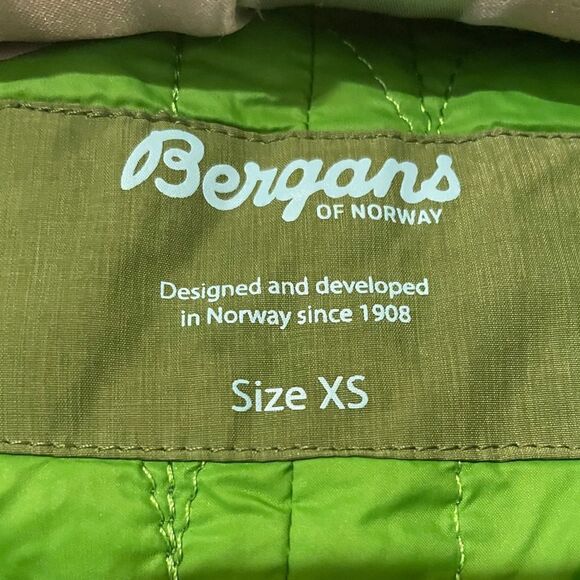 Bergans
OF NORWAY
Designed and developed
in Norway since 1908
Size XS